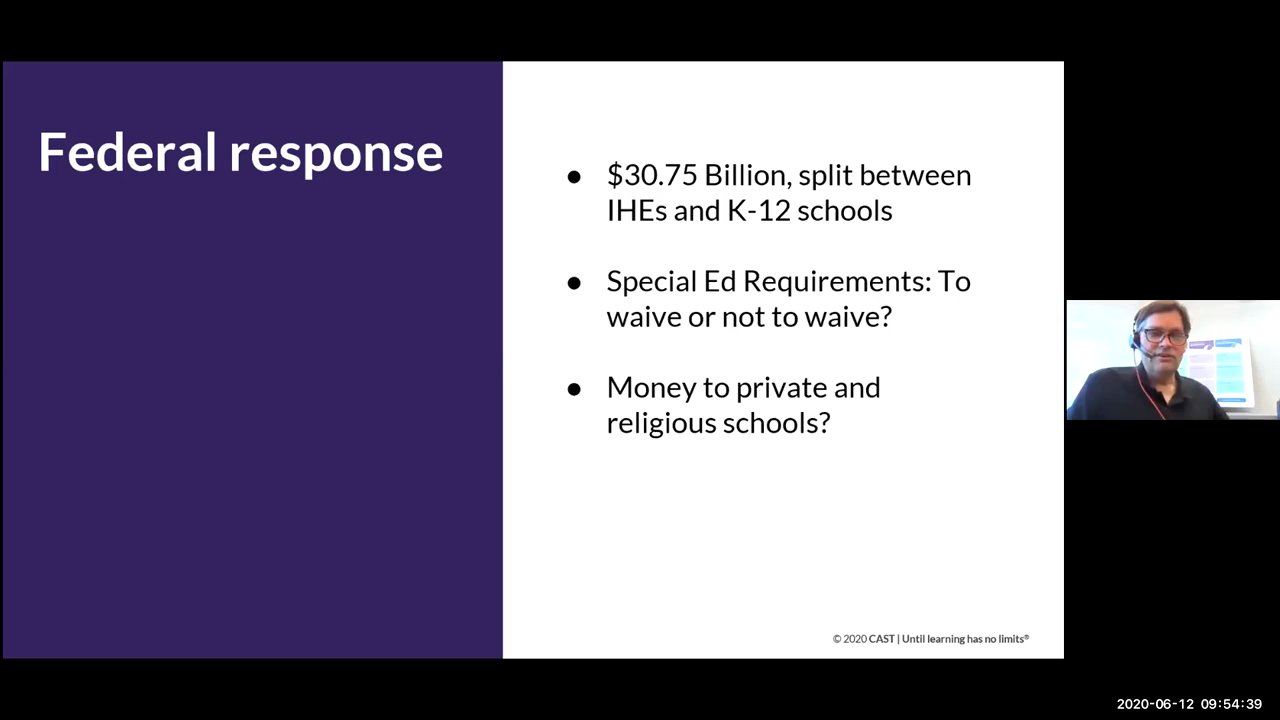 Federal response
● $30.75 Billion, split between
IHEs and K-12 schools
● Special Ed Requirements: To
waive or not to waive?
● Money to private and
religious schools?
© 2020 CAST | Until learning has no limits®
2020-06-12 09:54:39